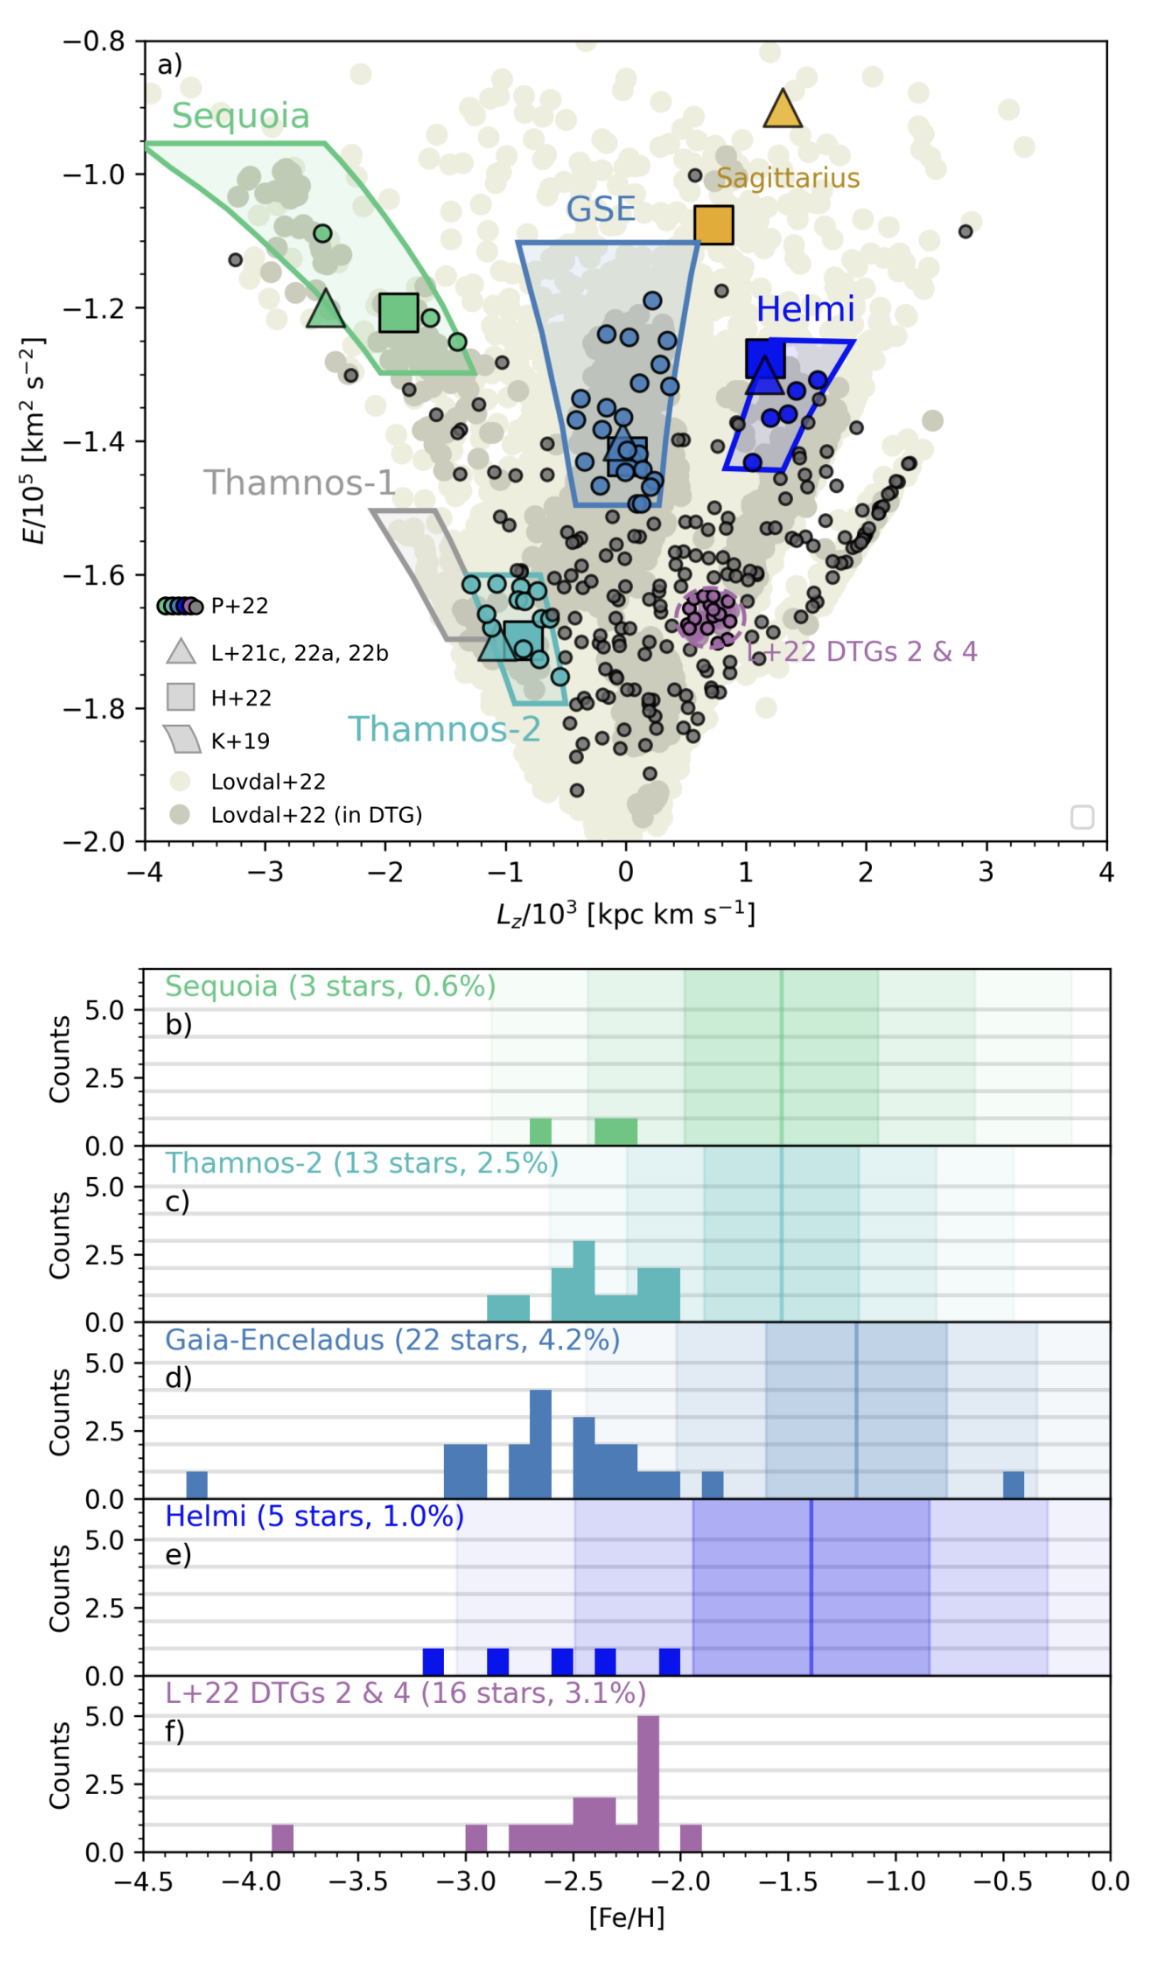 a)
−0.8
−1.0
−1.2
−1.4
−1.6
−1.8
−2.0
E/10⁵ [km² s⁻²]
Sequoia
Sagittarius
GSE
Helmi
Thamnos-1
L+22 DTGs 2 & 4
Thamnos-2
P+22
L+21c, 22a, 22b
H+22
K+19
Lovdal+22
Lovdal+22 (in DTG)
−4 −3 −2 −1 0 1 2 3 4
L_z/10³ [kpc km s⁻¹]
Sequoia (3 stars, 0.6%)
b)
5.0
2.5
0.0
Counts
Thamnos-2 (13 stars, 2.5%)
c)
5.0
2.5
0.0
Counts
Gaia-Enceladus (22 stars, 4.2%)
d)
5.0
2.5
0.0
Counts
Helmi (5 stars, 1.0%)
e)
5.0
2.5
0.0
Counts
L+22 DTGs 2 & 4 (16 stars, 3.1%)
f)
5.0
2.5
0.0
Counts
−4.5 −4.0 −3.5 −3.0 −2.5 −2.0 −1.5 −1.0 −0.5 0.0
[Fe/H]